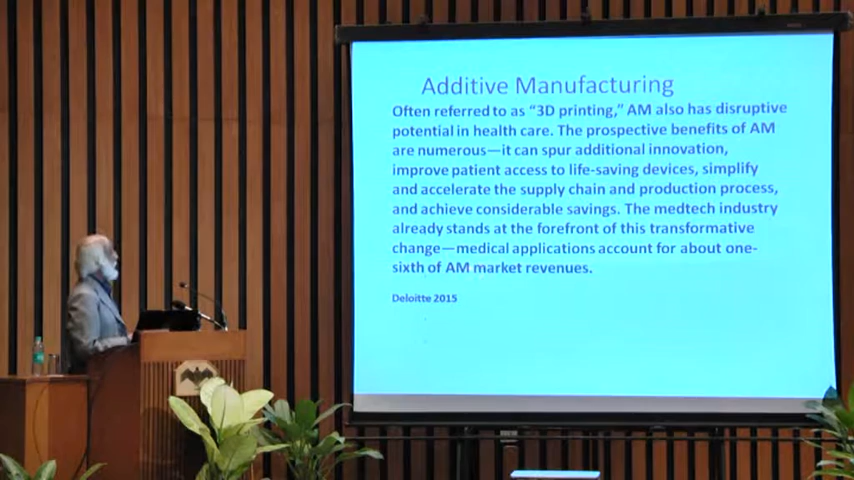 Additive Manufacturing
Often referred to as “3D printing,” AM also has disruptive
potential in health care. The prospective benefits of AM
are numerous—it can spur additional innovation,
improve patient access to life-saving devices, simplify
and accelerate the supply chain and production process,
and achieve considerable savings. The medtech industry
already stands at the forefront of this transformative
change—medical applications account for about one-
sixth of AM market revenues.
Deloitte 2015